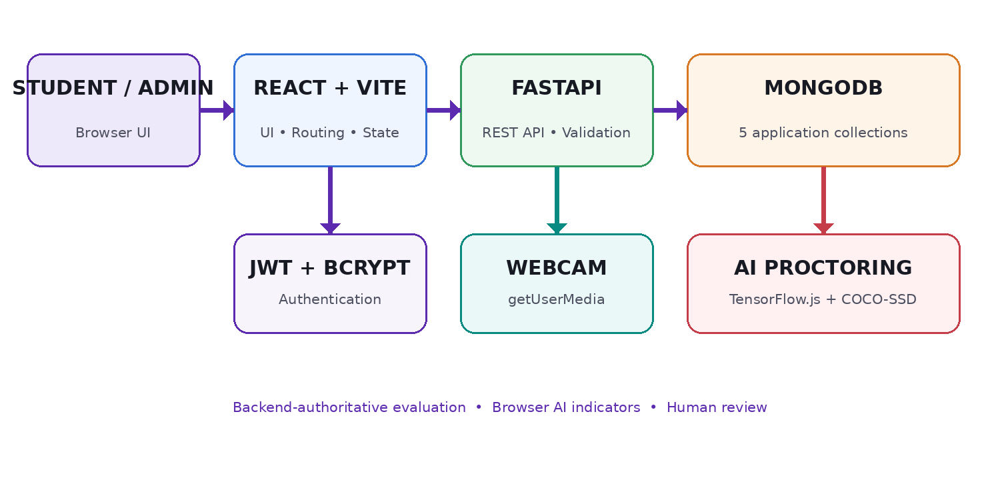 STUDENT / ADMIN
Browser UI
REACT + VITE
UI • Routing • State
FASTAPI
REST API • Validation
MONGODB
5 application collections
JWT + BCRYPT
Authentication
WEBCAM
getUserMedia
AI PROCTORING
TensorFlow.js + COCO-SSD
Backend-authoritative evaluation • Browser AI indicators • Human review